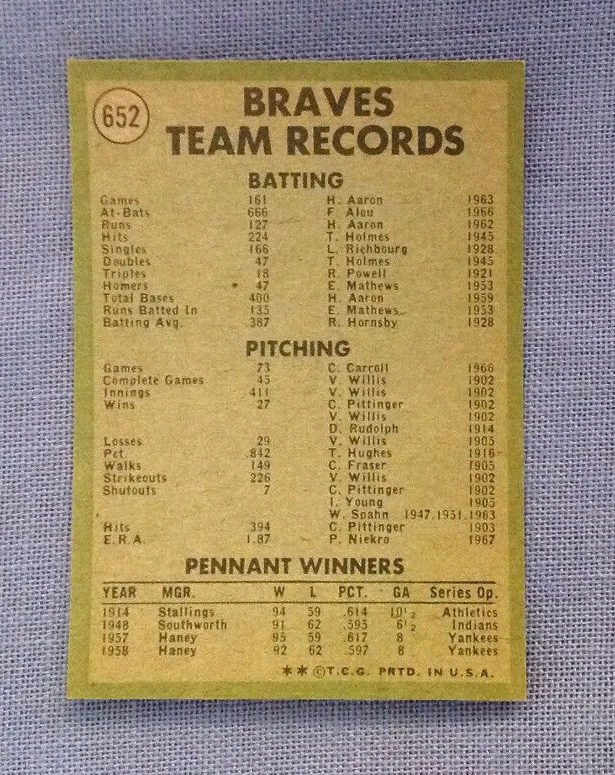 652
BRAVES
TEAM RECORDS
BATTING
Games 161 H. Aaron 1963
At-Bats 666 F. Alou 1966
Runs 127 H. Aaron 1962
Hits 224 T. Holmes 1945
Singles 166 L. Richbourg 1928
Doubles 47 T. Holmes 1945
Triples 18 R. Powell 1921
Homers 47 E. Mathews 1953
Total Bases 400 H. Aaron 1959
Runs Batted In 135 E. Mathews 1953
Batting Avg. .387 R. Hornsby 1928
PITCHING
Games 73 C. Carroll 1966
Complete Games 45 V. Willis 1902
Innings 411 V. Willis 1902
Wins 27 C. Pittinger 1902
V. Willis 1902
D. Rudolph 1914
Losses 29 V. Willis 1905
Pct. .842 T. Hughes 1916
Walks 149 C. Fraser 1905
Strikeouts 226 V. Willis 1902
Shutouts 7 C. Pittinger 1902
I. Young 1905
W. Spahn 1947,1951,1963
Hits 394 C. Pittinger 1903
E.R.A. 1.87 P. Niekro 1967
PENNANT WINNERS
YEAR MGR. W L PCT. GA Series Op.
1914 Stallings 94 59 .614 10½ Athletics
1948 Southworth 91 62 .595 6½ Indians
1957 Haney 95 59 .617 8 Yankees
1958 Haney 92 62 .597 8 Yankees
** ©T.C.G. PRTD. IN U.S.A.